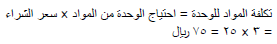 تكلفة المواد للوحدة = احتياج الوحدة من المواد x سعر الشراء
= ٣ × ٢٥ = ٧٥ ريال